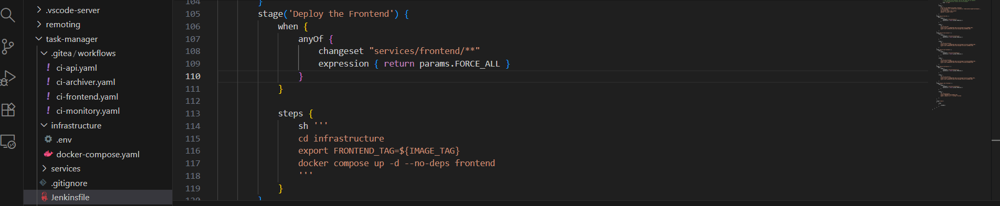 .vscode-server
remoting
task-manager
.gitea/workflows
! ci-api.yaml
! ci-archiver.yaml
! ci-frontend.yaml
! ci-monitory.yaml
infrastructure
.env
docker-compose.yaml
services
.gitignore
Jenkinsfile
104 }
105 stage('Deploy the Frontend') {
106 when {
107 anyOf {
108 changeset "services/frontend/**"
109 expression { return params.FORCE_ALL }
110 }
111 }
112
113 steps {
114 sh '''
115 cd infrastructure
116 export FRONTEND_TAG=${IMAGE_TAG}
117 docker compose up -d --no-deps frontend
118 '''
119 }
120 }